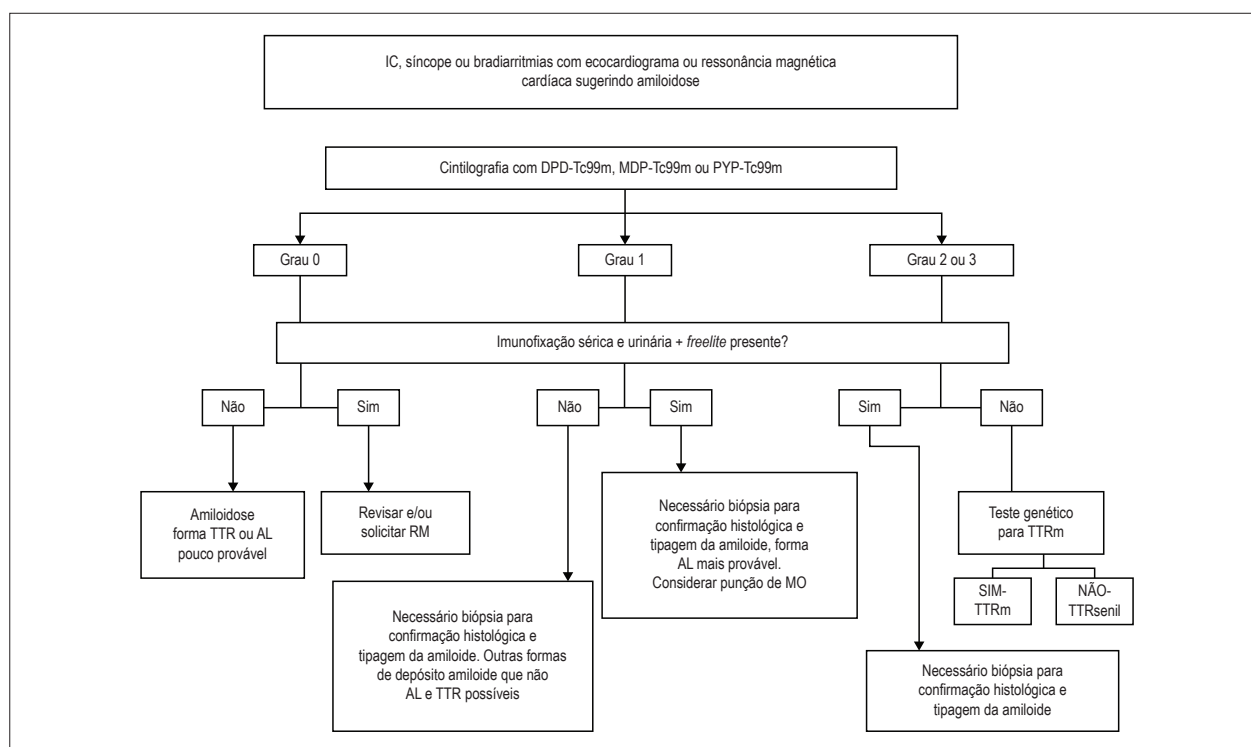 IC, síncope ou bradiarritmias com ecocardiograma ou ressonância magnética
cardíaca sugerindo amiloidose
Cintilografia com DPD-Tc99m, MDP-Tc99m ou PYP-Tc99m
Grau 0
Grau 1
Grau 2 ou 3
Imunofixação sérica e urinária + freelite presente?
Não
Sim
Não
Sim
Sim
Não
Amiloidose
forma TTR ou AL
pouco provável
Revisar e/ou
solicitar RM
Necessário biópsia para
confirmação histológica e
tipagem da amiloide, forma
AL mais provável.
Considerar punção de MO
Teste genético
para TTRm
SIM-
TTRm
NÃO-
TTRsenil
Necessário biópsia para
confirmação histológica e
tipagem da amiloide. Outras formas
de depósito amiloide que não
AL e TTR possíveis
Necessário biópsia para
confirmação histológica e
tipagem da amiloide